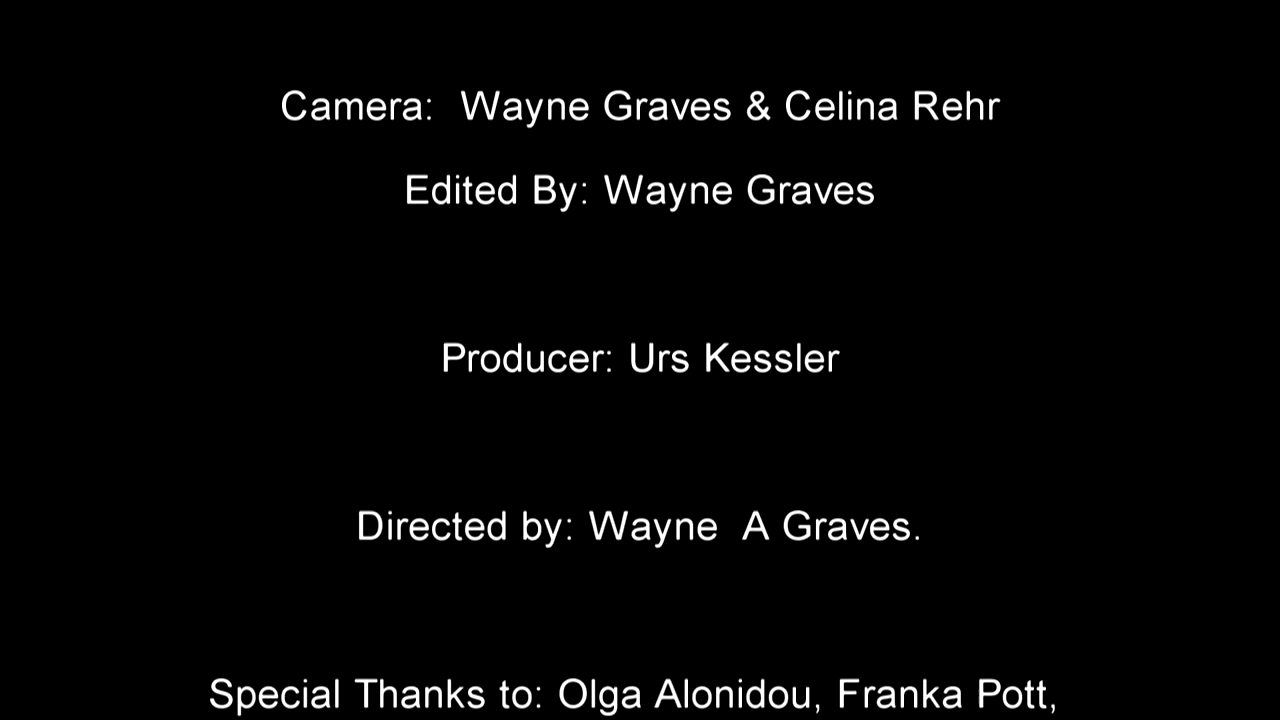 Camera:  Wayne Graves & Celina Rehr
Edited By: Wayne Graves
Producer: Urs Kessler
Directed by: Wayne  A Graves.
Special Thanks to: Olga Alonidou, Franka Pott,